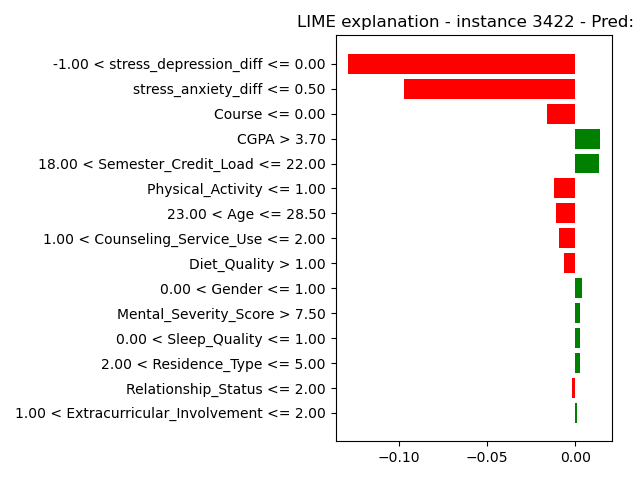 LIME explanation - instance 3422 - Pred:
-1.00 < stress_depression_diff <= 0.00
stress_anxiety_diff <= 0.50
Course <= 0.00
CGPA > 3.70
18.00 < Semester_Credit_Load <= 22.00
Physical_Activity <= 1.00
23.00 < Age <= 28.50
1.00 < Counseling_Service_Use <= 2.00
Diet_Quality > 1.00
0.00 < Gender <= 1.00
Mental_Severity_Score > 7.50
0.00 < Sleep_Quality <= 1.00
2.00 < Residence_Type <= 5.00
Relationship_Status <= 2.00
1.00 < Extracurricular_Involvement <= 2.00
−0.10 −0.05 0.00